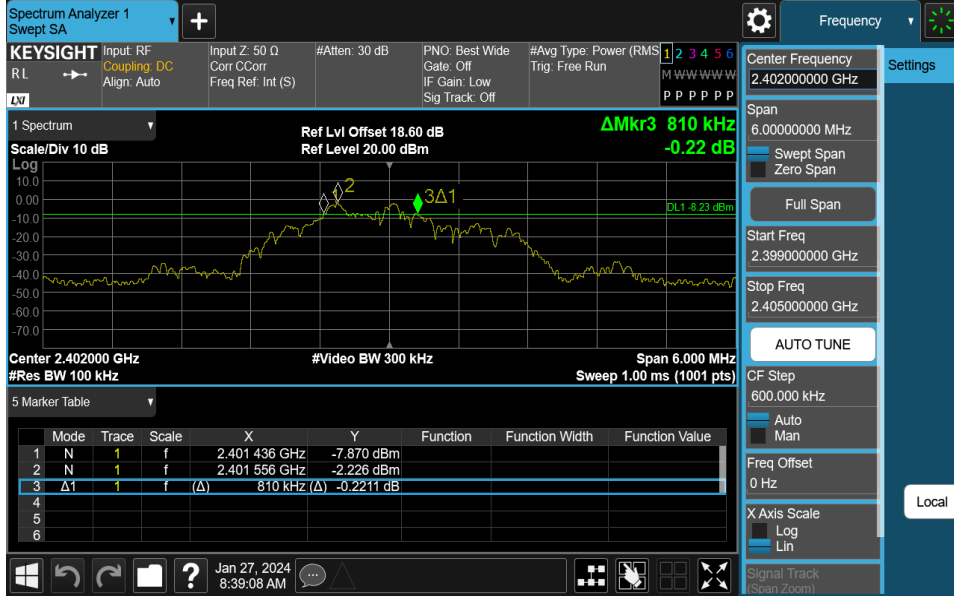 Spectrum Analyzer 1
Swept SA
+
Frequency
KEYSIGHT
R L
LXI
Input: RF
Coupling: DC
Align: Auto
Input Z: 50 Ω
Corr CCorr
Freq Ref: Int (S)
#Atten: 30 dB
PNO: Best Wide
Gate: Off
IF Gain: Low
Sig Track: Off
#Avg Type: Power (RMS
Trig: Free Run
1 2 3 4 5 6
M W W W W W
P P P P P P
1 Spectrum
Scale/Div 10 dB
Ref Lvl Offset 18.60 dB
Ref Level 20.00 dBm
ΔMkr3 810 kHz
-0.22 dB
Log
10.0
0.00
-10.0
-20.0
-30.0
-40.0
-50.0
-60.0
-70.0
2
3Δ1
DL1 -8.23 dBm
Center 2.402000 GHz
#Video BW 300 kHz
Span 6.000 MHz
#Res BW 100 kHz
Sweep 1.00 ms (1001 pts)
5 Marker Table
Mode Trace Scale X Y Function Function Width Function Value
1 N 1 f 2.401 436 GHz -7.870 dBm
2 N 1 f 2.401 556 GHz -2.226 dBm
3 Δ1 1 f (Δ) 810 kHz (Δ) -0.2211 dB
4
5
6
?
Jan 27, 2024
8:39:08 AM
Center Frequency
2.402000000 GHz
Span
6.00000000 MHz
Swept Span
Zero Span
Full Span
Start Freq
2.399000000 GHz
Stop Freq
2.405000000 GHz
AUTO TUNE
CF Step
600.000 kHz
Auto
Man
Freq Offset
0 Hz
X Axis Scale
Log
Lin
Signal Track
(Span Zoom)
Settings
Local